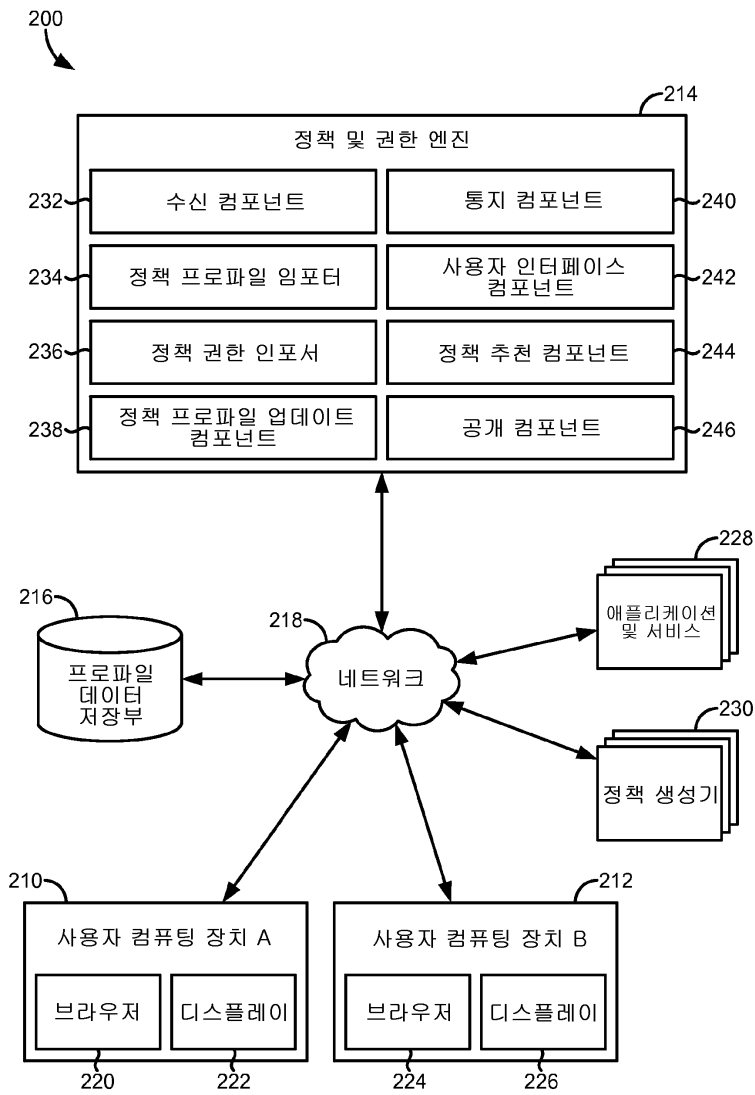 200
214
정책 및 권한 엔진
232
수신 컴포넌트
통지 컴포넌트
240
234
정책 프로파일 임포터
사용자 인터페이스
컴포넌트
242
236
정책 권한 인포서
정책 추천 컴포넌트
244
238
정책 프로파일 업데이트
컴포넌트
공개 컴포넌트
246
216
프로파일
데이터
저장부
218
네트워크
228
애플리케이션
및 서비스
230
정책 생성기
210
사용자 컴퓨팅 장치 A
브라우저
디스플레이
220
222
212
사용자 컴퓨팅 장치 B
브라우저
디스플레이
224
226